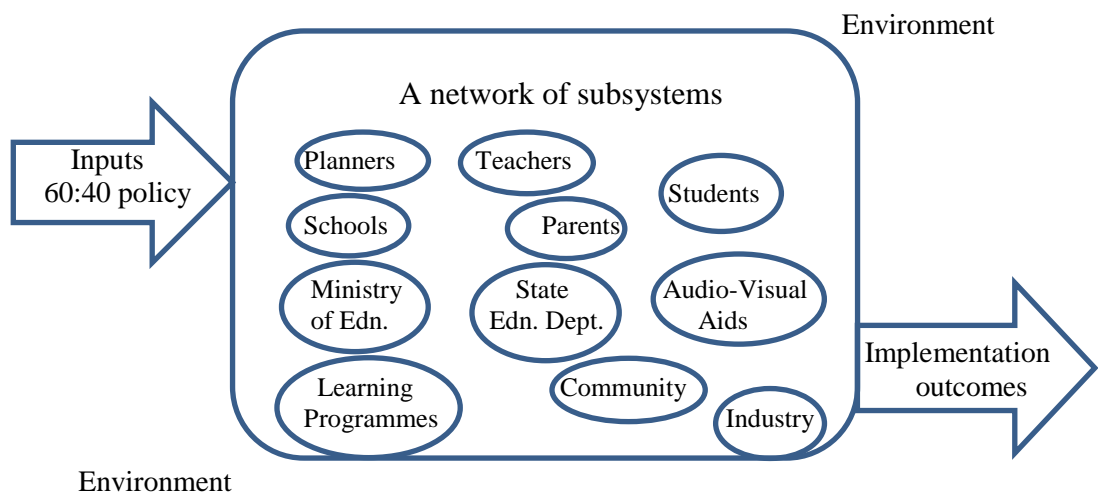 Environment
A network of subsystems
Inputs
60:40 policy
Planners
Teachers
Students
Schools
Parents
Ministry
of Edn.
State
Edn. Dept.
Audio-Visual
Aids
Learning
Programmes
Community
Industry
Implementation
outcomes
Environment